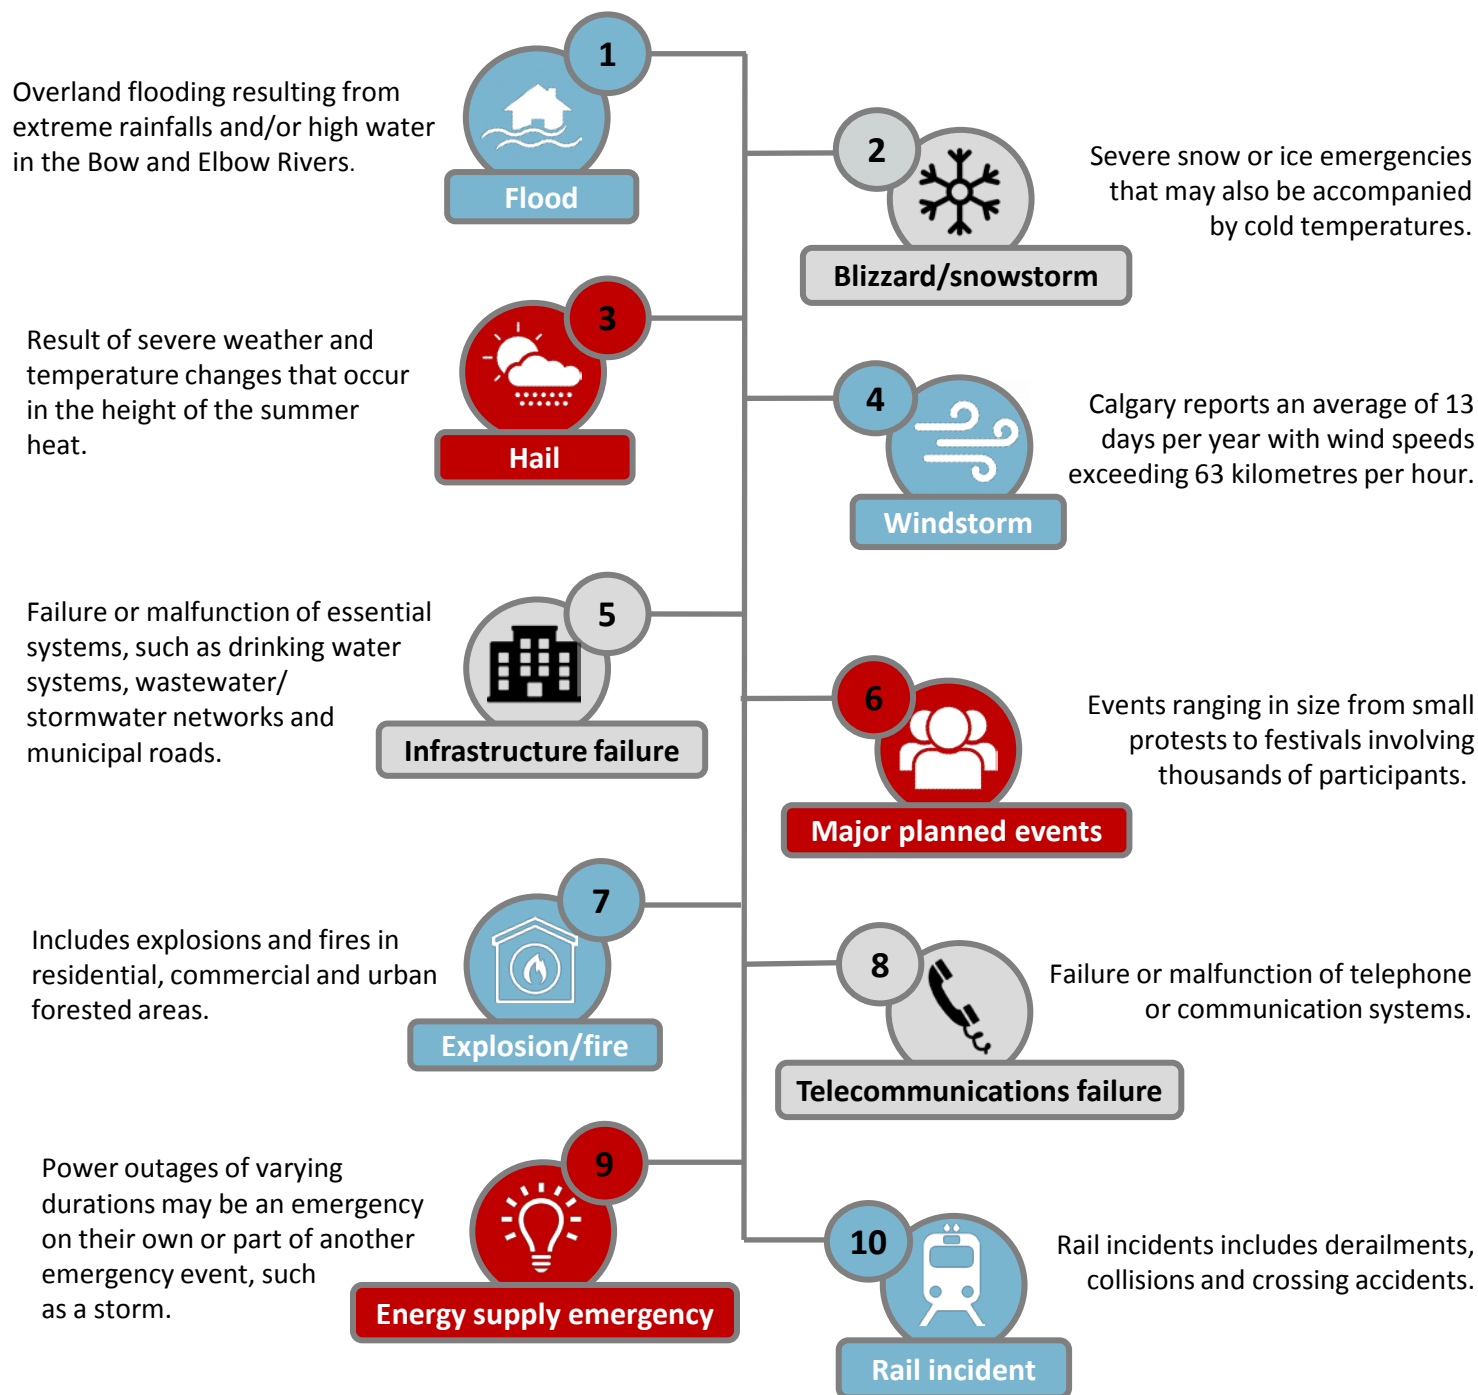 1
Overland flooding resulting from
extreme rainfalls and/or high water
in the Bow and Elbow Rivers.
Flood
2
Severe snow or ice emergencies
that may also be accompanied
by cold temperatures.
Blizzard/snowstorm
3
Result of severe weather and
temperature changes that occur
in the height of the summer
heat.
Hail
4
Calgary reports an average of 13
days per year with wind speeds
exceeding 63 kilometres per hour.
Windstorm
5
Failure or malfunction of essential
systems, such as drinking water
systems, wastewater/
stormwater networks and
municipal roads.
Infrastructure failure
6
Events ranging in size from small
protests to festivals involving
thousands of participants.
Major planned events
7
Includes explosions and fires in
residential, commercial and urban
forested areas.
Explosion/fire
8
Failure or malfunction of telephone
or communication systems.
Telecommunications failure
9
Power outages of varying
durations may be an emergency
on their own or part of another
emergency event, such
as a storm.
Energy supply emergency
10
Rail incidents includes derailments,
collisions and crossing accidents.
Rail incident